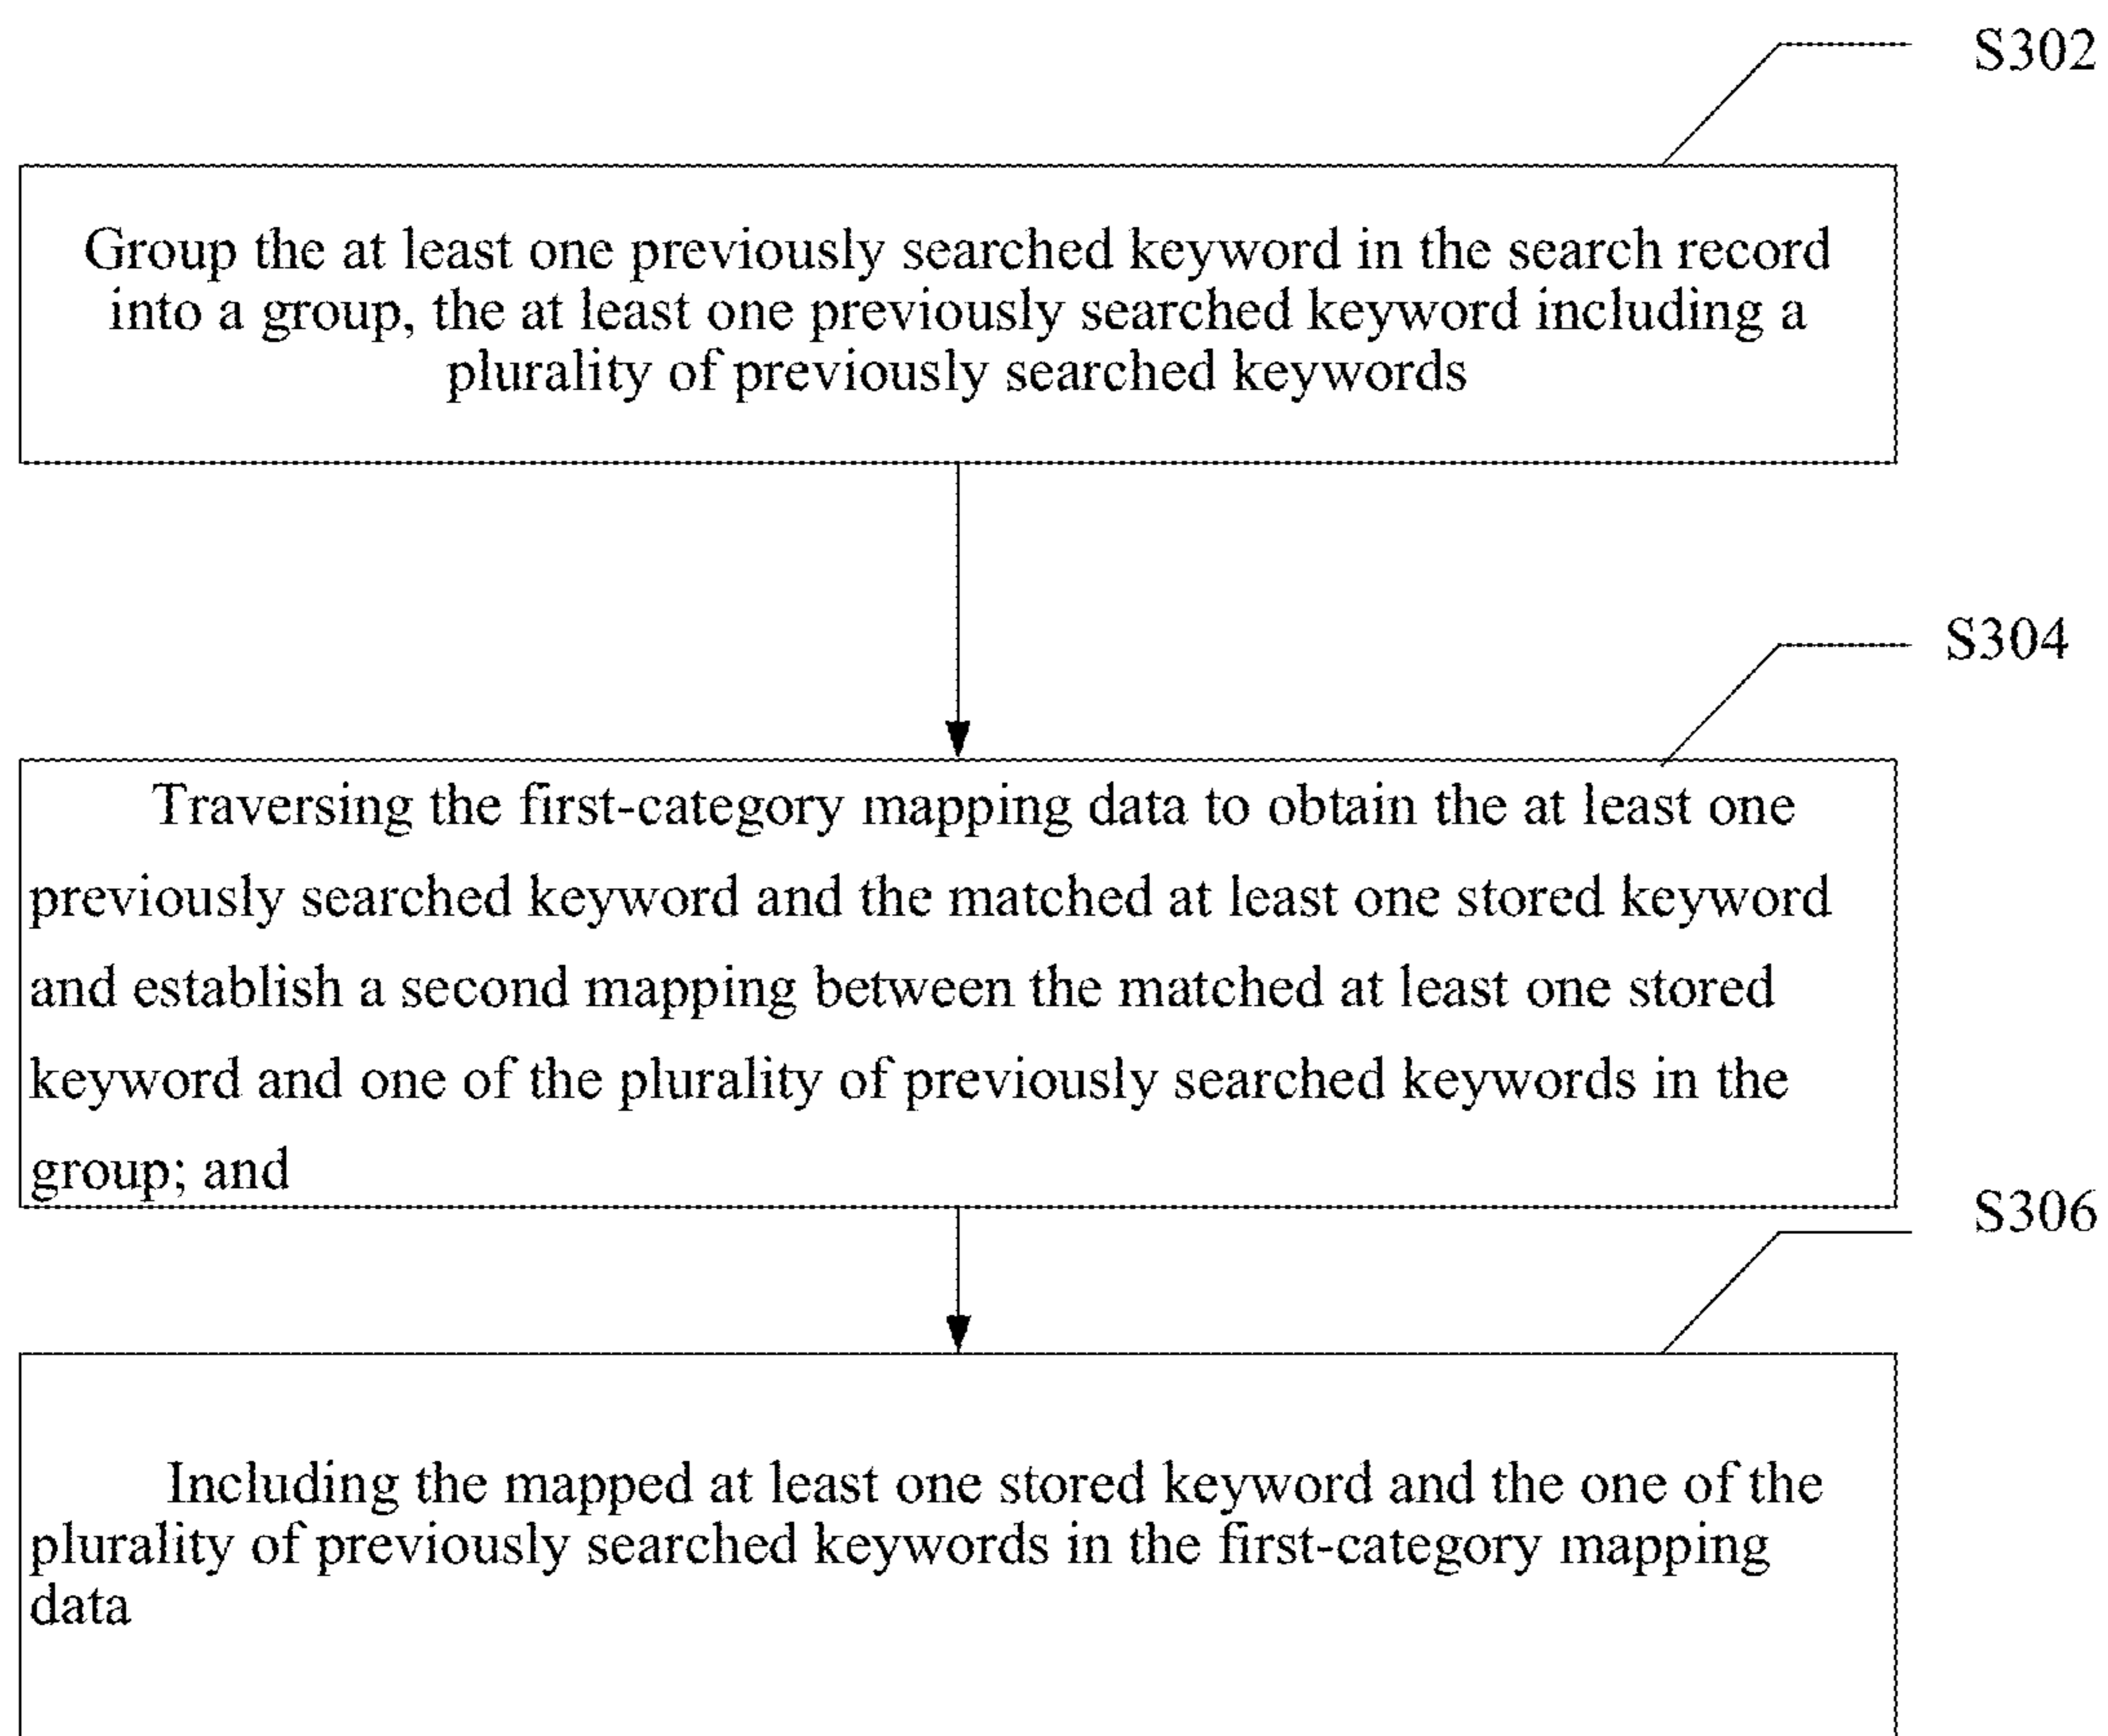 S302
Group the at least one previously searched keyword in the search record
into a group, the at least one previously searched keyword including a
plurality of previously searched keywords
S304
Traversing the first-category mapping data to obtain the at least one
previously searched keyword and the matched at least one stored keyword
and establish a second mapping between the matched at least one stored
keyword and one of the plurality of previously searched keywords in the
group; and
S306
Including the mapped at least one stored keyword and the one of the
plurality of previously searched keywords in the first-category mapping
data